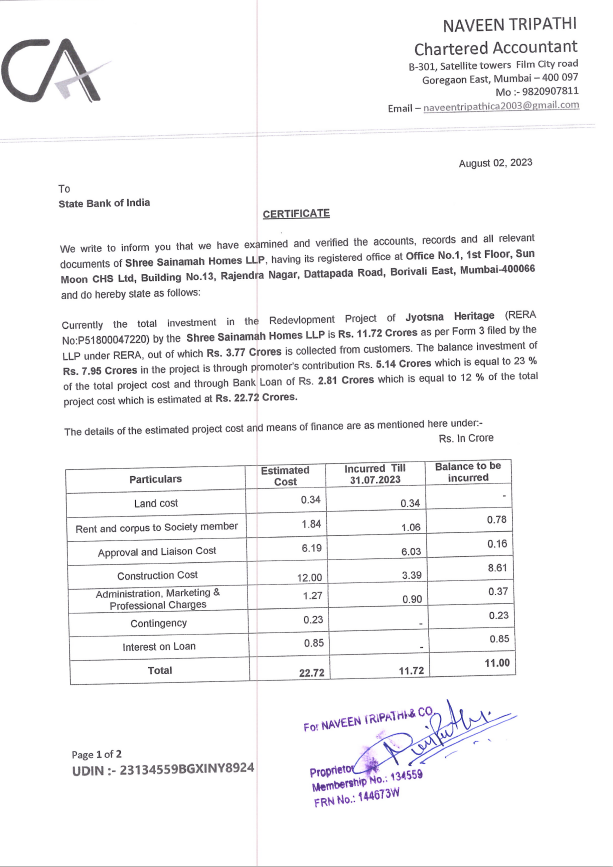 CA
NAVEEN TRIPATHI
Chartered Accountant
B-301, Satellite towers Film City road
Goregaon East, Mumbai – 400 097
Mo :- 9820907811
Email – naveentripathica2003@gmail.com
August 02, 2023
To
State Bank of India
CERTIFICATE
We write to inform you that we have examined and verified the accounts, records and all relevant
documents of Shree Sainamah Homes LLP, having its registered office at Office No.1, 1st Floor, Sun
Moon CHS Ltd, Building No.13, Rajendra Nagar, Dattapada Road, Borivali East, Mumbai-400066
and do hereby state as follows:
Currently the total investment in the Redevlopment Project of Jyotsna Heritage (RERA
No:P51800047220) by the Shree Sainamah Homes LLP is Rs. 11.72 Crores as per Form 3 filed by the
LLP under RERA, out of which Rs. 3.77 Crores is collected from customers. The balance investment of
Rs. 7.95 Crores in the project is through promoter's contribution Rs. 5.14 Crores which is equal to 23 %
of the total project cost and through Bank Loan of Rs. 2.81 Crores which is equal to 12 % of the total
project cost which is estimated at Rs. 22.72 Crores.
The details of the estimated project cost and means of finance are as mentioned here under:-
Rs. In Crore
Particulars Estimated Cost Incurred Till 31.07.2023 Balance to be incurred
Land cost 0.34 0.34 -
Rent and corpus to Society member 1.84 1.06 0.78
Approval and Liaison Cost 6.19 6.03 0.16
Construction Cost 12.00 3.39 8.61
Administration, Marketing & Professional Charges 1.27 0.90 0.37
Contingency 0.23 - 0.23
Interest on Loan 0.85 - 0.85
Total 22.72 11.72 11.00
For NAVEEN TRIPATHI & CO.
Proprietor
Membership No.: 134559
FRN No.: 144673W
Page 1 of 2
UDIN :- 23134559BGXINY8924